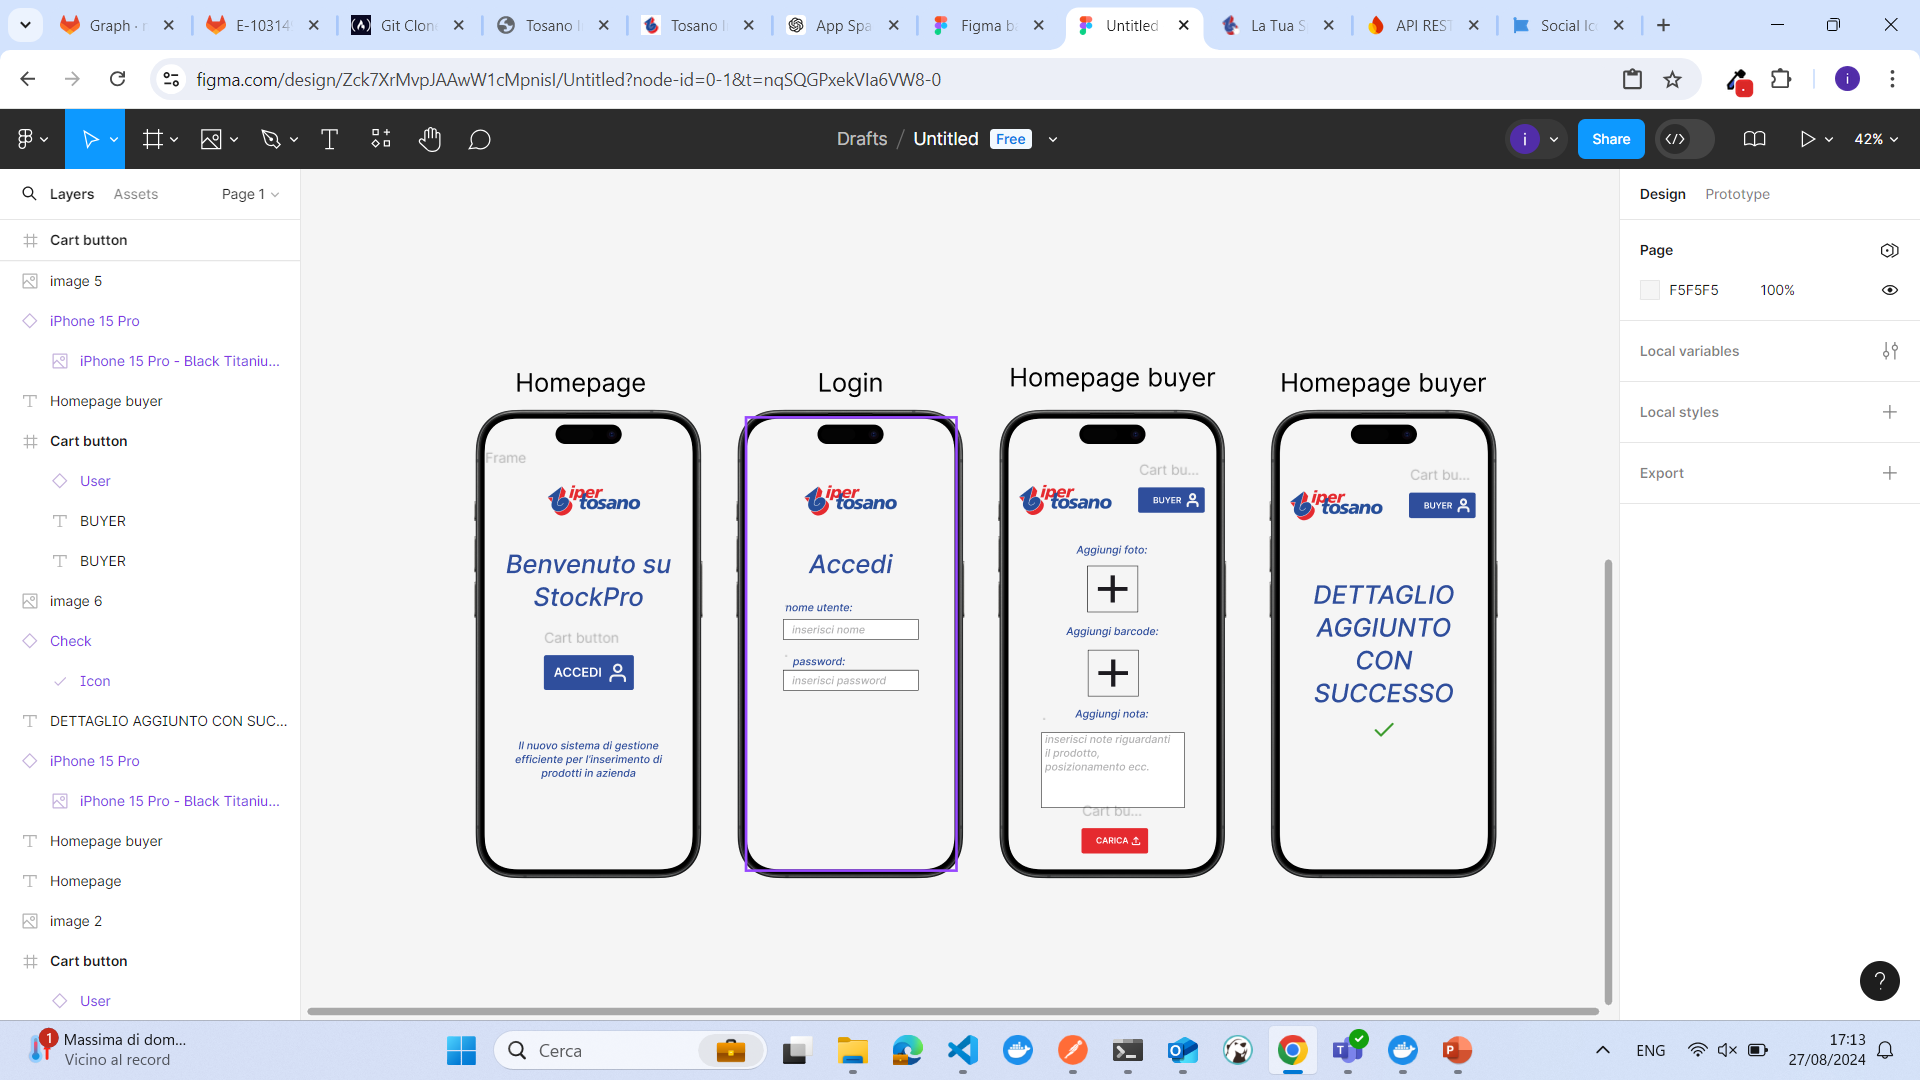 Graph · r
E-10314
Git Clon
Tosano I
Tosano I
App Spa
Figma ba
Untitled
La Tua S
API REST
Social Ic
figma.com/design/Zck7XrMvpJAAwW1cMpnisI/Untitled?node-id=0-1&t=nqSQGPxekVIa6VW8-0
i
Drafts / Untitled Free
i
Share
42%
Layers
Assets
Page 1
Cart button
image 5
iPhone 15 Pro
iPhone 15 Pro - Black Titaniu...
Homepage buyer
Cart button
User
BUYER
BUYER
image 6
Check
Icon
DETTAGLIO AGGIUNTO CON SUC...
iPhone 15 Pro
iPhone 15 Pro - Black Titaniu...
Homepage buyer
Homepage
image 2
Cart button
User
Homepage
Frame
iper
tosano
Benvenuto su
StockPro
Cart button
ACCEDI
Il nuovo sistema di gestione
efficiente per l'inserimento di
prodotti in azienda
Login
iper
tosano
Accedi
nome utente:
inserisci nome
password:
inserisci password
Homepage buyer
Cart bu...
iper
tosano
BUYER
Aggiungi foto:
Aggiungi barcode:
Aggiungi nota:
inserisci note riguardanti
il prodotto,
posizionamento ecc.
Cart bu...
CARICA
Homepage buyer
Cart bu...
iper
tosano
BUYER
DETTAGLIO
AGGIUNTO
CON
SUCCESSO
Design
Prototype
Page
F5F5F5
100%
Local variables
Local styles
Export
?
1
Massima di dom...
Vicino al record
Cerca
ENG
17:13
27/08/2024